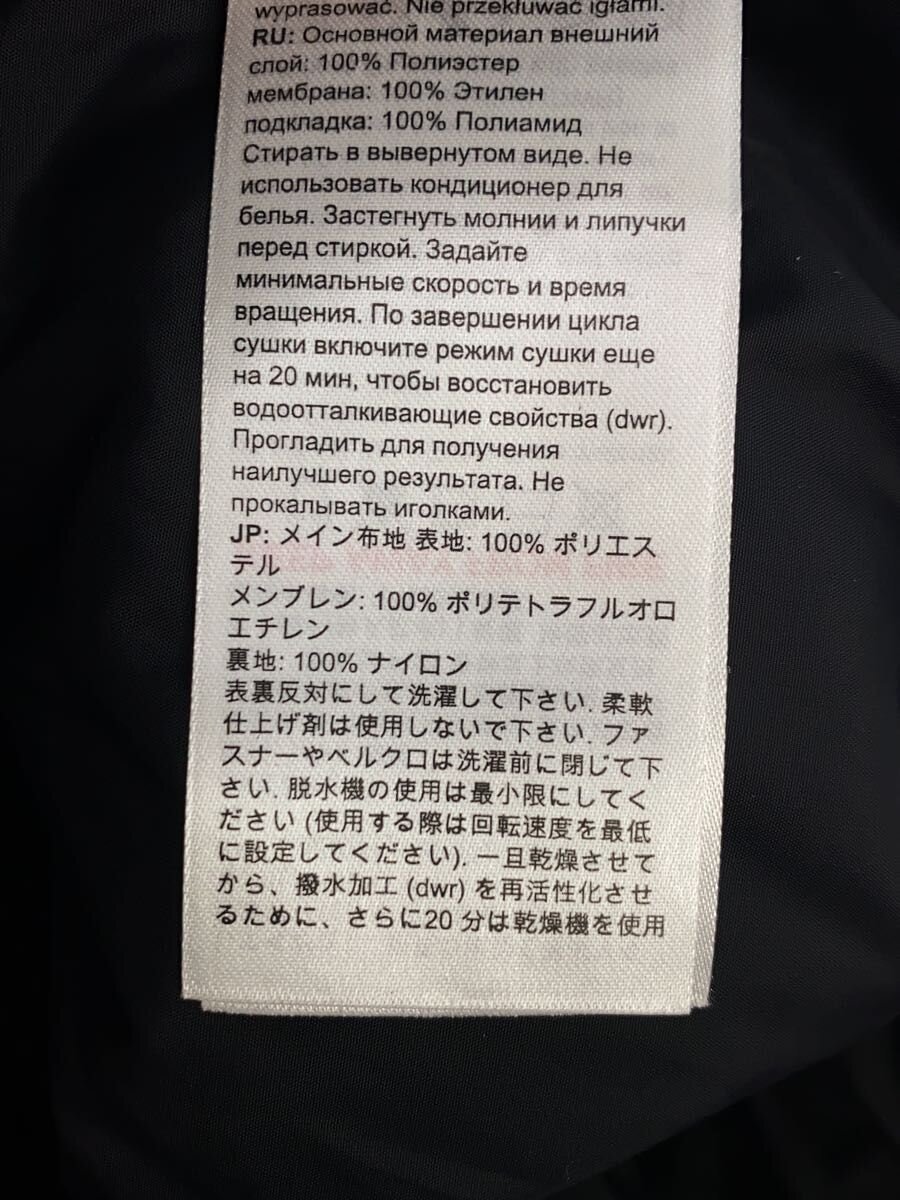 wyprasować. Nie przekłuwać igłami.
RU: Основной материал внешний
слой: 100% Полиэстер
мембрана: 100% Этилен
подкладка: 100% Полиамид
Стирать в вывернутом виде. Не
использовать кондиционер для
белья. Застегнуть молнии и липучки
перед стиркой. Задайте
минимальные скорость и время
вращения. По завершении цикла
сушки включите режим сушки еще
на 20 мин, чтобы восстановить
водоотталкивающие свойства (dwr).
Прогладить для получения
наилучшего результата. Не
прокалывать иголками.
JP: メイン布地 表地: 100% ポリエス
テル
メンブレン: 100% ポリテトラフルオロ
エチレン
裏地: 100% ナイロン
表裏反対にして洗濯して下さい. 柔軟
仕上げ剤は使用しないで下さい. ファ
スナーやベルクロは洗濯前に閉じて下
さい. 脱水機の使用は最小限にしてく
ださい (使用する際は回転速度を最低
に設定してください). 一旦乾燥させて
から、撥水加工 (dwr) を再活性化させ
るために、さらに20 分は乾燥機を使用